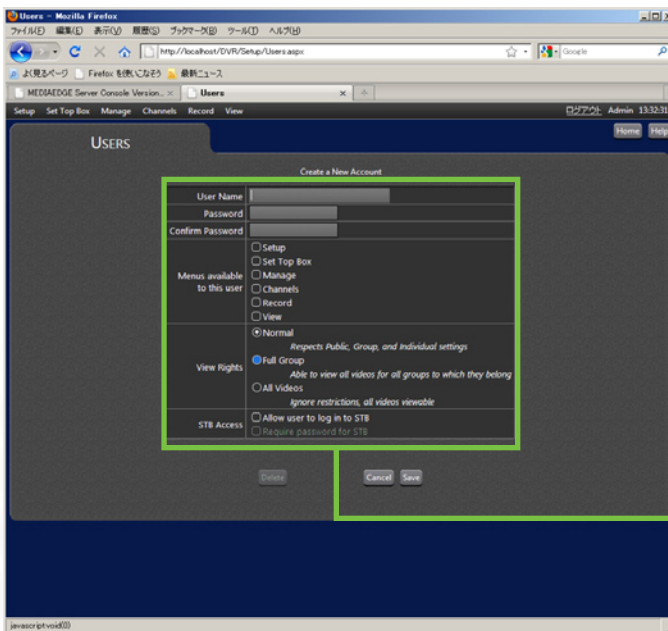 Users - Mozilla Firefox
ファイル(F) 編集(E) 表示(V) 履歴(S) ブックマーク(B) ツール(T) ヘルプ(H)
http://localhost/DVR/Setup/Users.aspx
Google
よく見るページ Firefox を使いこなそう 最新ニュース
MEDIAEDGE Server Console Version... Users
Setup Set Top Box Manage Channels Record View ログアウト Admin 13:32:31
Home Help
USERS
Create a New Account
User Name
Password
Confirm Password
Menus available to this user
Setup
Set Top Box
Manage
Channels
Record
View
View Rights
Normal
Respects Public, Group, and Individual settings
Full Group
Able to view all videos for all groups to which they belong
All Videos
Ignore restrictions, all videos viewable
STB Access
Allow user to log in to STB
Require password for STB
Delete Cancel Save
javascript:void(0)